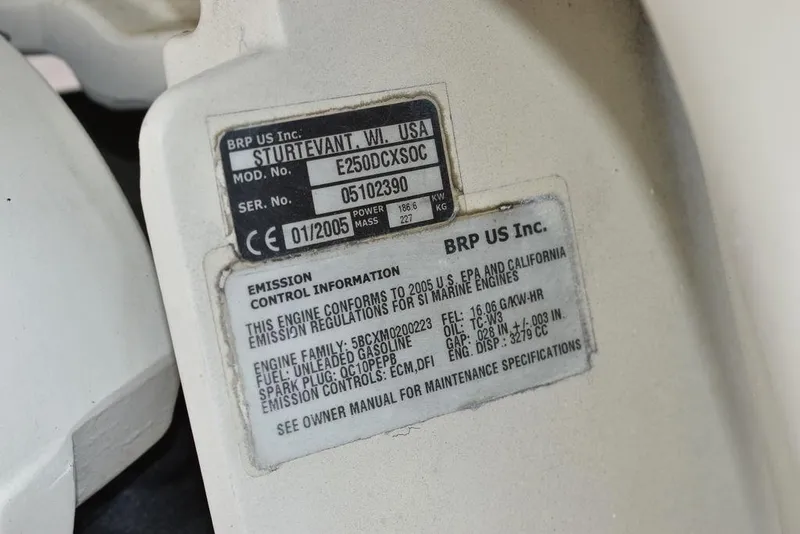 BRP US Inc.
STURTEVANT, WI. USA
MOD. No. E250DCXSOC
SER. No. 05102390
CE 01/2005 POWER 186.6 KW
MASS 227 KG
EMISSION BRP US Inc.
CONTROL INFORMATION
THIS ENGINE CONFORMS TO 2005 U.S. EPA AND CALIFORNIA
EMISSION REGULATIONS FOR SI MARINE ENGINES
ENGINE FAMILY: 5BCXM0200223 FEL: 16.06 G/KW-HR
FUEL: UNLEADED GASOLINE OIL: TC-W3
SPARK PLUG: QC10PEPB GAP: .028 IN. +/-.003 IN.
EMISSION CONTROLS: ECM,DFI ENG. DISP.: 3279 CC
SEE OWNER MANUAL FOR MAINTENANCE SPECIFICATIONS